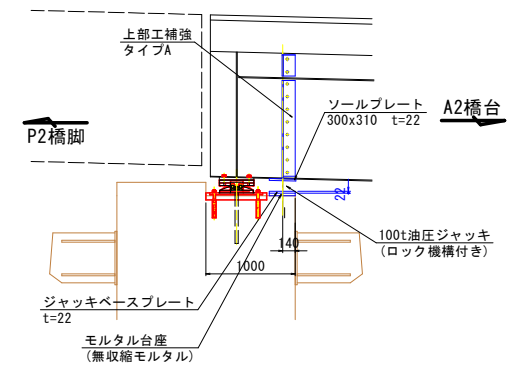 上部工補強
タイプA
ソールプレート
300x310 t=22
A2橋台
P2橋脚
22
100t油圧ジャッキ
(ロック機構付き)
140
1000
ジャッキベースプレート
t=22
モルタル台座
(無収縮モルタル)